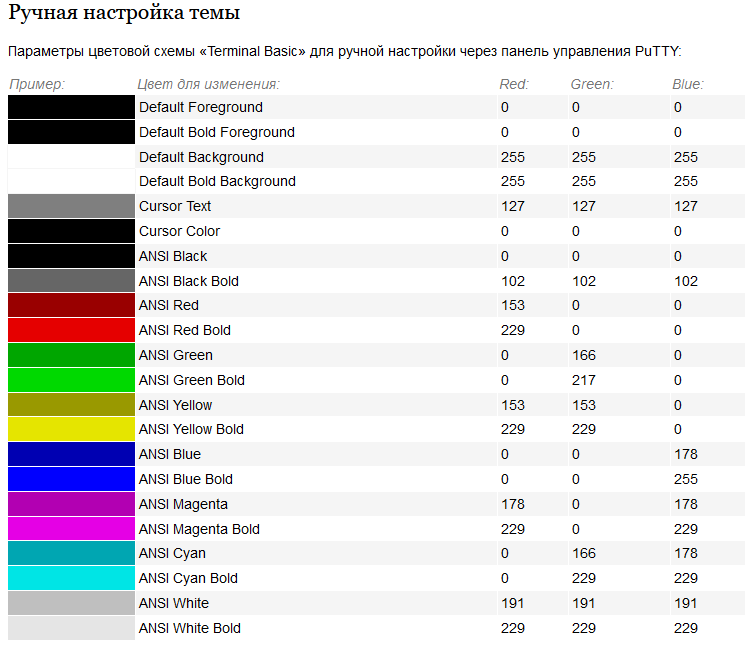 Ручная настройка темы
Параметры цветовой схемы «Terminal Basic» для ручной настройки через панель управления PuTTY:
Пример: Цвет для изменения: Red: Green: Blue:
Default Foreground 0 0 0
Default Bold Foreground 0 0 0
Default Background 255 255 255
Default Bold Background 255 255 255
Cursor Text 127 127 127
Cursor Color 0 0 0
ANSI Black 0 0 0
ANSI Black Bold 102 102 102
ANSI Red 153 0 0
ANSI Red Bold 229 0 0
ANSI Green 0 166 0
ANSI Green Bold 0 217 0
ANSI Yellow 153 153 0
ANSI Yellow Bold 229 229 0
ANSI Blue 0 0 178
ANSI Blue Bold 0 0 255
ANSI Magenta 178 0 178
ANSI Magenta Bold 229 0 229
ANSI Cyan 0 166 178
ANSI Cyan Bold 0 229 229
ANSI White 191 191 191
ANSI White Bold 229 229 229